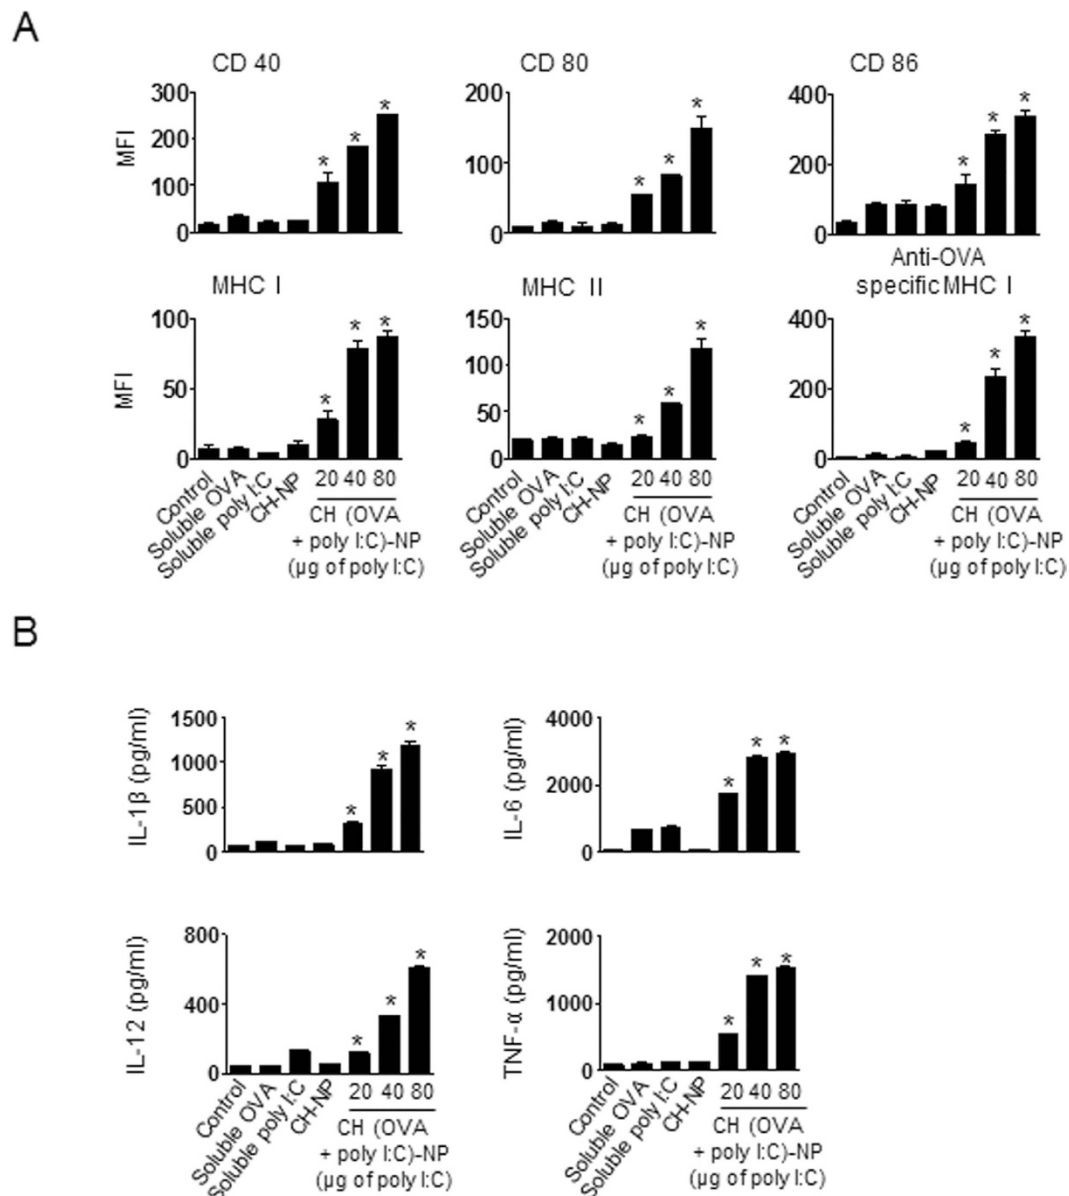 A
CD 40
CD 80
CD 86
MFI
300
200
100
0
*
*
*
200
100
0
*
*
*
400
200
0
*
*
*
MHC I
MHC II
Anti-OVA
specific MHC I
MFI
100
50
0
*
*
*
150
100
50
0
*
*
*
400
200
0
*
*
*
Control
Soluble OVA
Soluble poly I:C
CH-NP
20 40 80
CH (OVA
+ poly I:C)-NP
(µg of poly I:C)
Control
Soluble OVA
Soluble poly I:C
CH-NP
20 40 80
CH (OVA
+ poly I:C)-NP
(µg of poly I:C)
Control
Soluble OVA
Soluble poly I:C
CH-NP
20 40 80
CH (OVA
+ poly I:C)-NP
(µg of poly I:C)
B
IL-1β (pg/ml)
1500
1000
500
0
*
*
*
IL-6 (pg/ml)
4000
2000
0
*
*
*
IL-12 (pg/ml)
800
400
0
*
*
*
TNF-α (pg/ml)
2000
1000
0
*
*
*
Control
Soluble OVA
Soluble poly I:C
CH-NP
20 40 80
CH (OVA
+ poly I:C)-NP
(µg of poly I:C)
Control
Soluble OVA
Soluble poly I:C
CH-NP
20 40 80
CH (OVA
+ poly I:C)-NP
(µg of poly I:C)